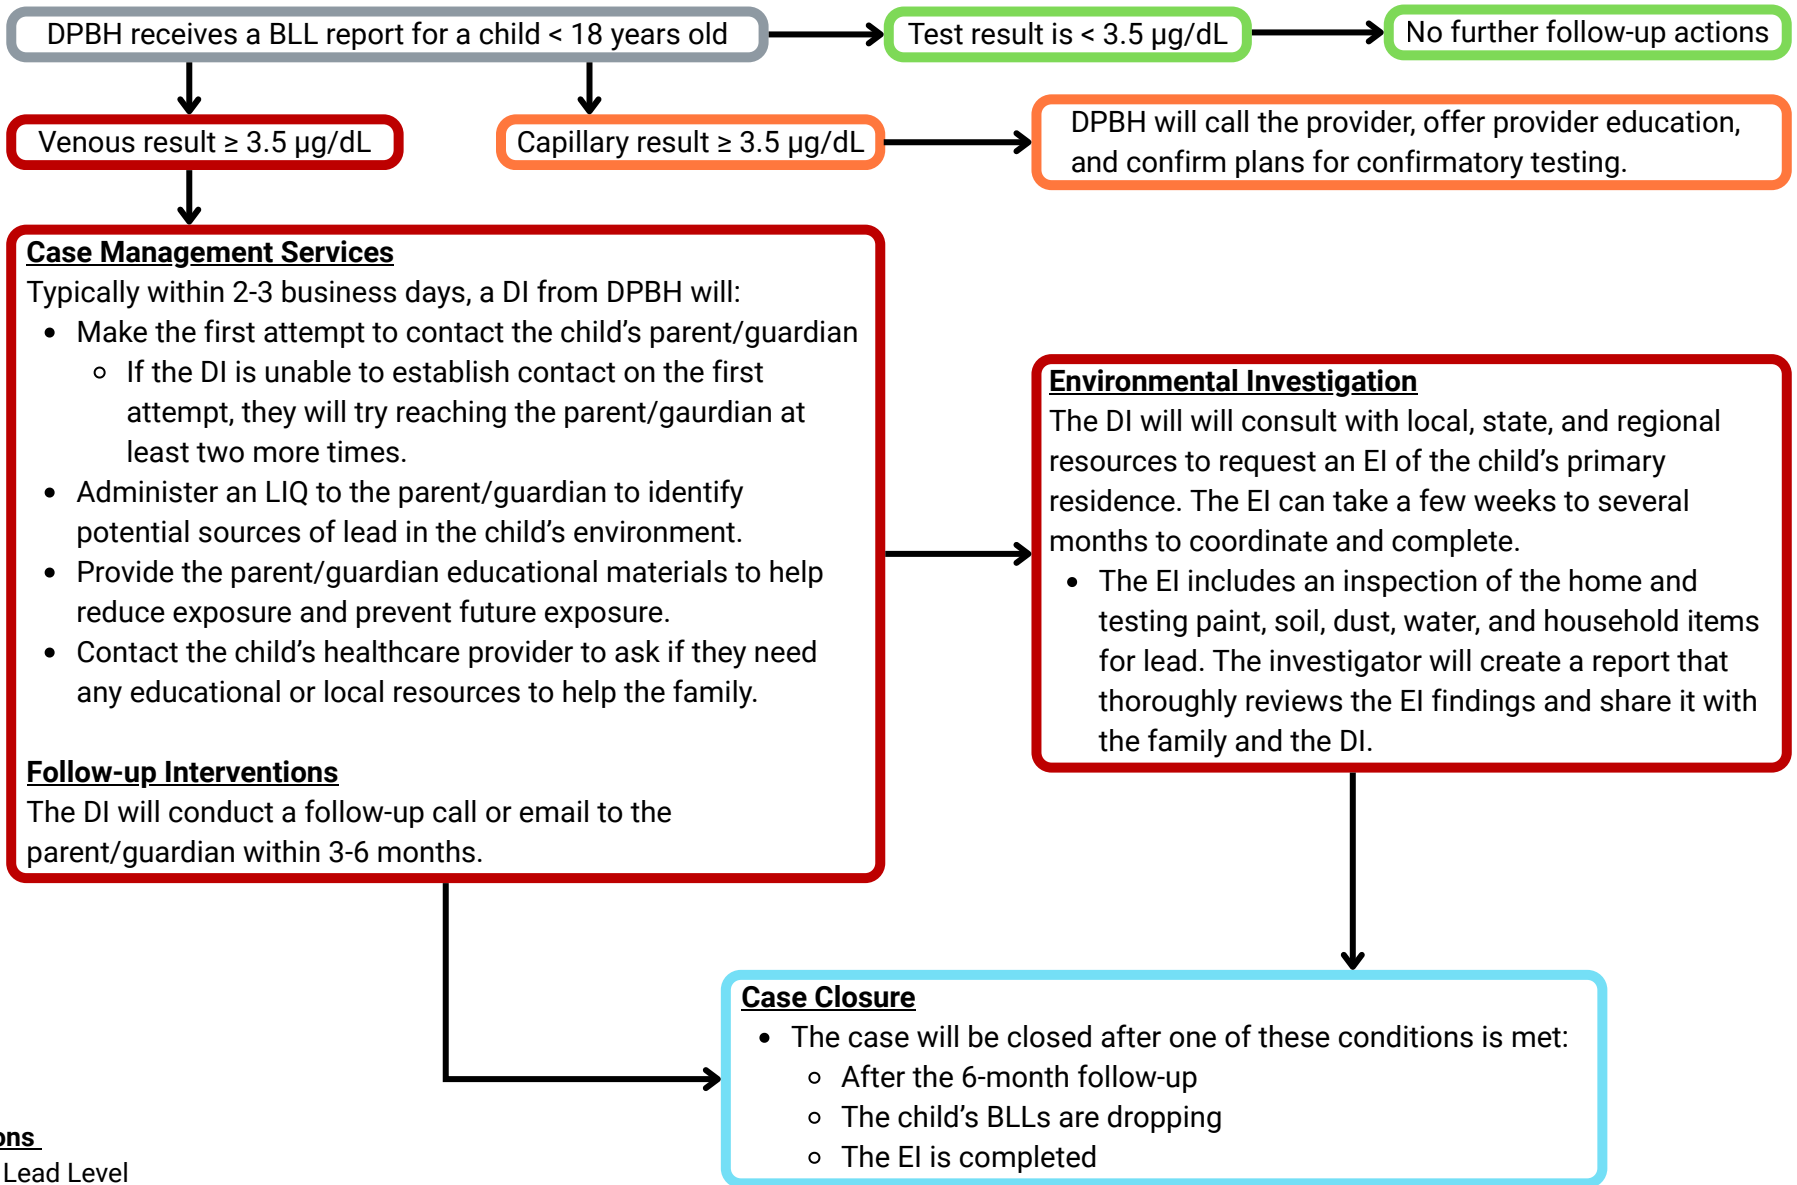 DPBH receives a BLL report for a child < 18 years old
Test result is < 3.5 µg/dL
No further follow-up actions
Venous result ≥ 3.5 µg/dL
Capillary result ≥ 3.5 µg/dL
DPBH will call the provider, offer provider education,
and confirm plans for confirmatory testing.
Case Management Services
Typically within 2-3 business days, a DI from DPBH will:
• Make the first attempt to contact the child’s parent/guardian
◦ If the DI is unable to establish contact on the first
attempt, they will try reaching the parent/gaurdian at
least two more times.
• Administer an LIQ to the parent/guardian to identify
potential sources of lead in the child’s environment.
• Provide the parent/guardian educational materials to help
reduce exposure and prevent future exposure.
• Contact the child’s healthcare provider to ask if they need
any educational or local resources to help the family.
Follow-up Interventions
The DI will conduct a follow-up call or email to the
parent/guardian within 3-6 months.
Environmental Investigation
The DI will will consult with local, state, and regional
resources to request an EI of the child’s primary
residence. The EI can take a few weeks to several
months to coordinate and complete.
• The EI includes an inspection of the home and
testing paint, soil, dust, water, and household items
for lead. The investigator will create a report that
thoroughly reviews the EI findings and share it with
the family and the DI.
Case Closure
• The case will be closed after one of these conditions is met:
◦ After the 6-month follow-up
◦ The child’s BLLs are dropping
◦ The EI is completed
ons
Lead Level